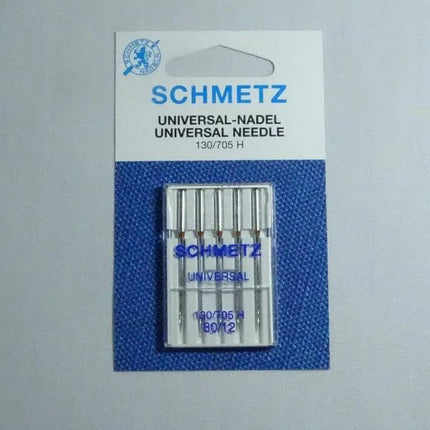 SCHMETZ
UNIVERSAL-NADEL
UNIVERSAL NEEDLE
130/705 H
SCHMETZ
UNIVERSAL
130/705 H
80/12